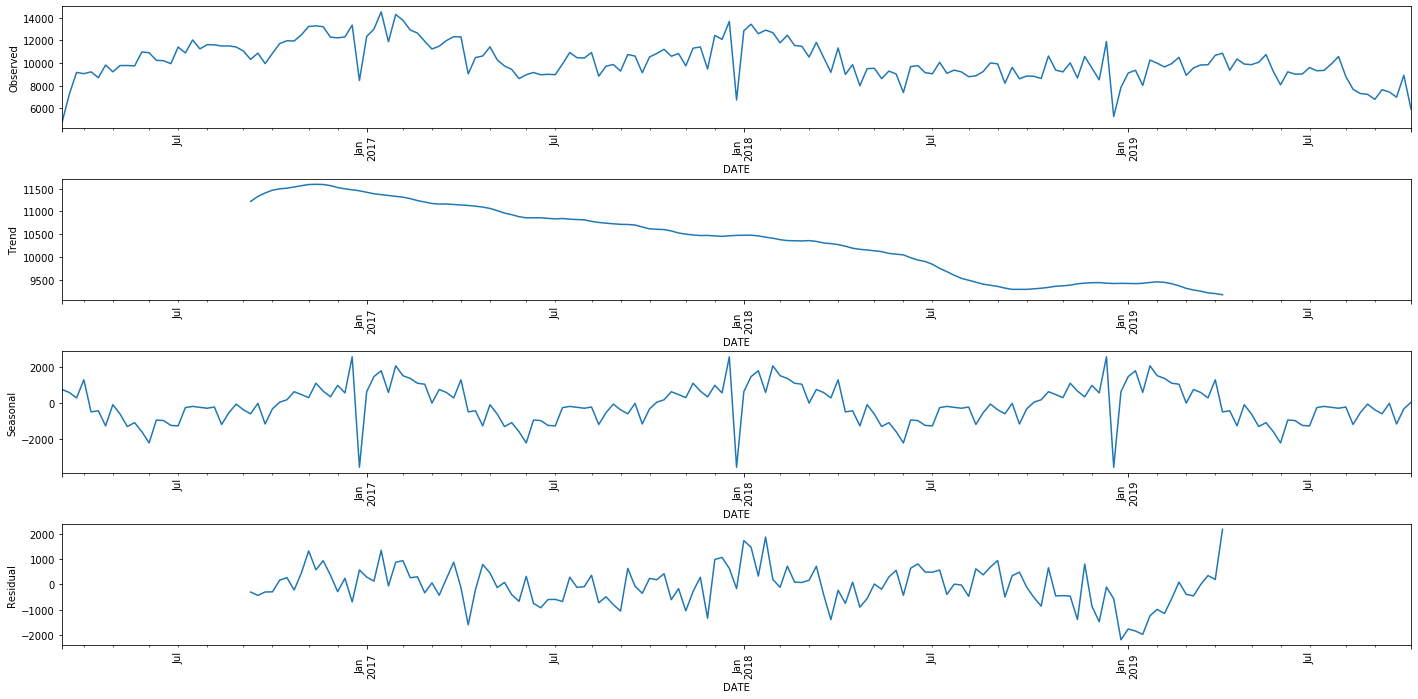 14000
12000
10000
8000
6000
Observed
Jul
Jan
2017
Jul
Jan
2018
Jul
Jan
2019
Jul
DATE
11500
11000
10500
10000
9500
Trend
Jul
Jan
2017
Jul
Jan
2018
Jul
Jan
2019
Jul
DATE
2000
0
−2000
Seasonal
Jul
Jan
2017
Jul
Jan
2018
Jul
Jan
2019
Jul
DATE
2000
1000
0
−1000
−2000
Residual
Jul
Jan
2017
Jul
Jan
2018
Jul
Jan
2019
Jul
DATE